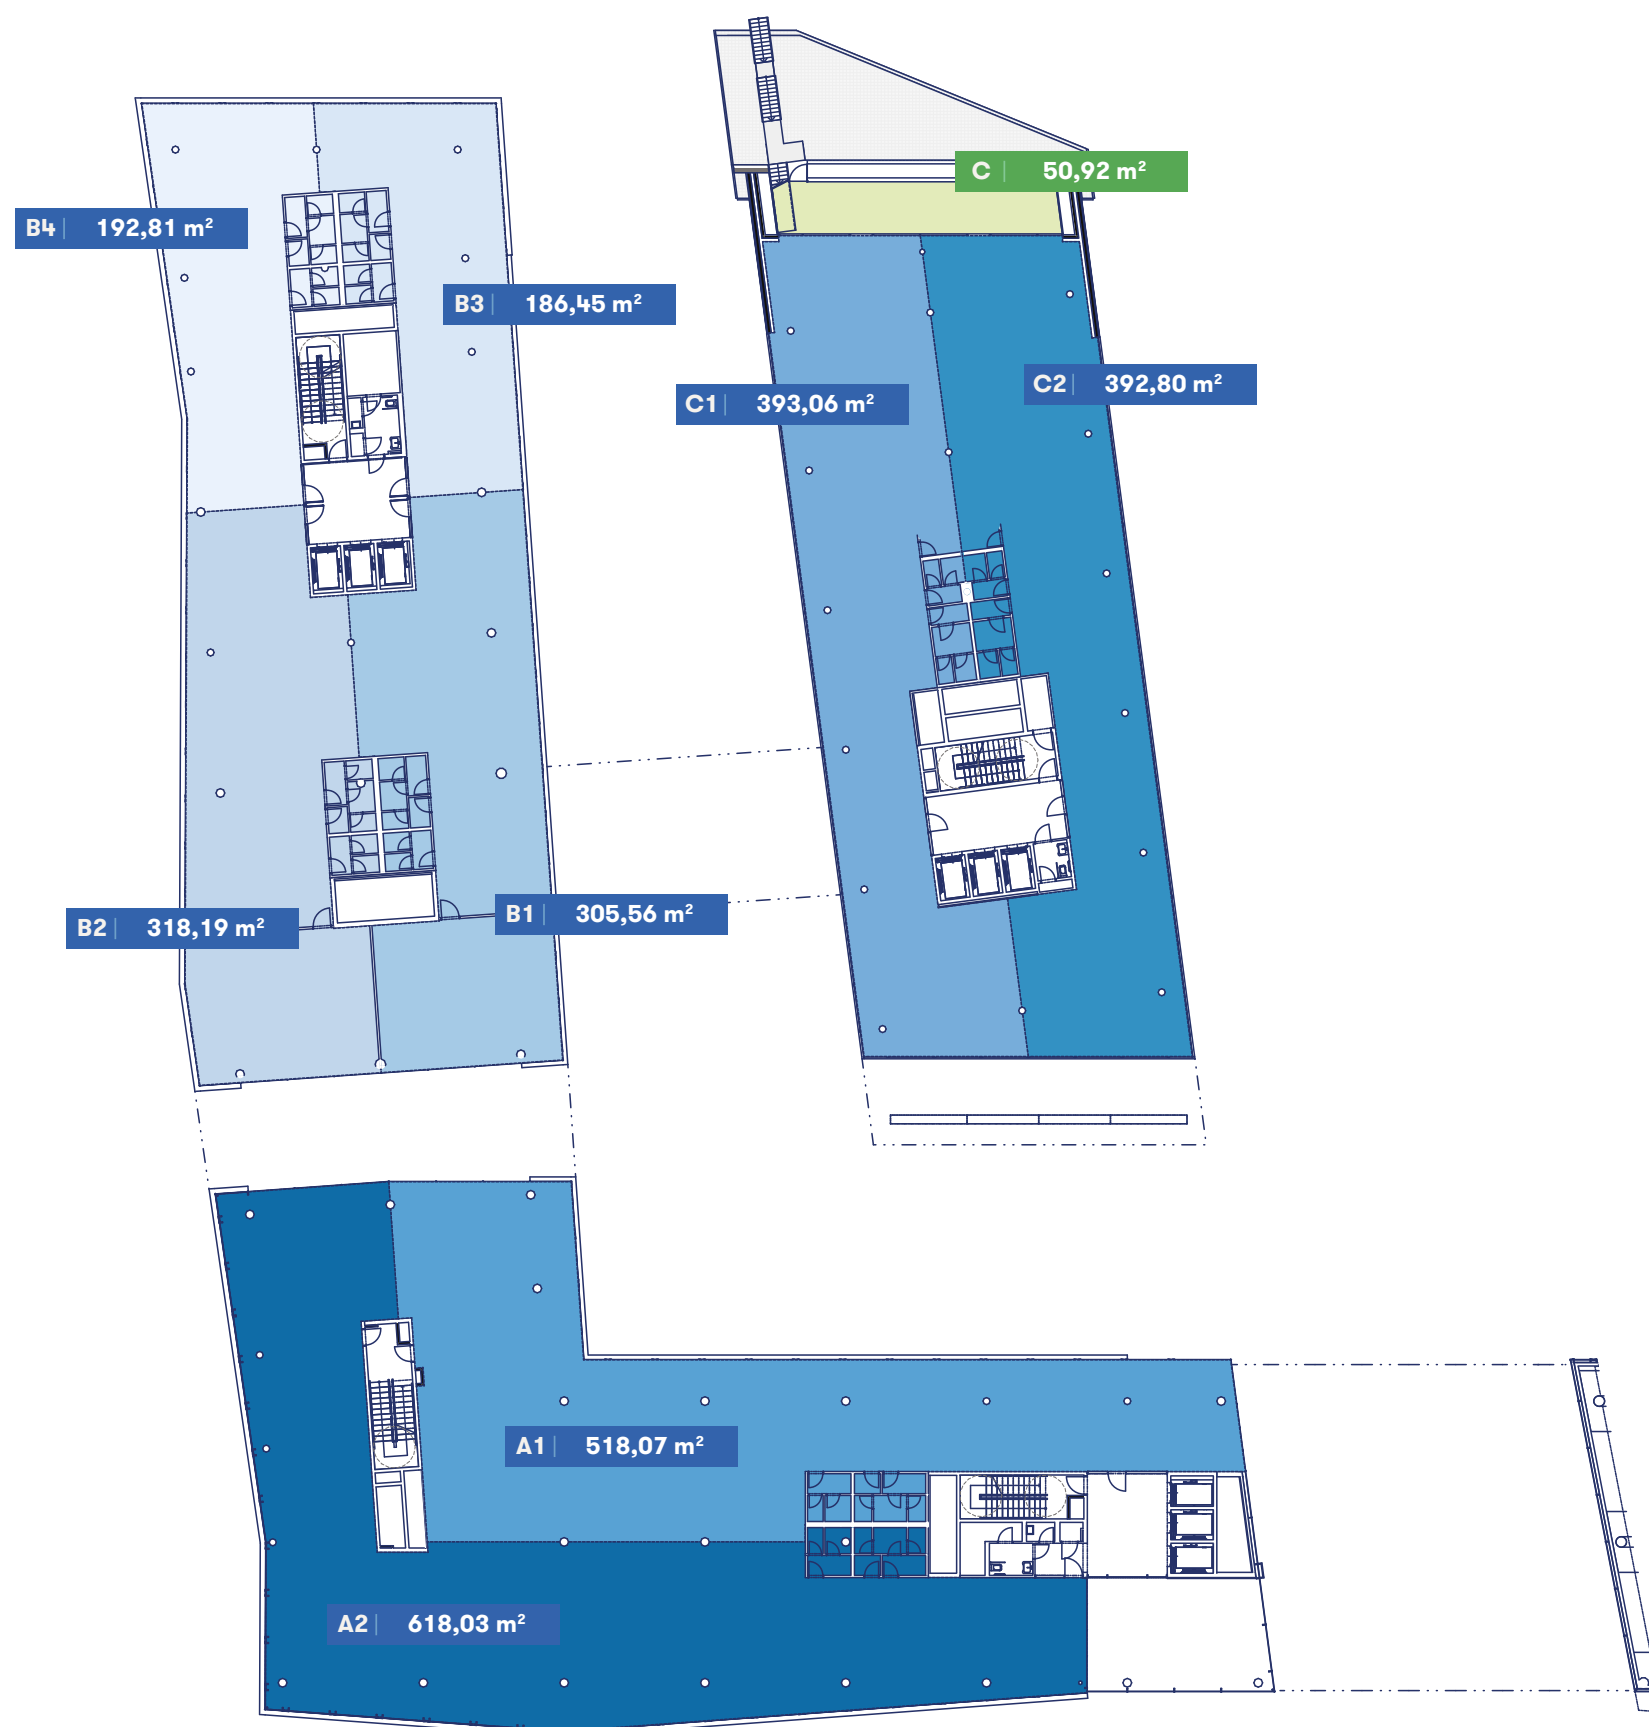 C | 50,92 m²
B4 | 192,81 m²
B3 | 186,45 m²
C2 | 392,80 m²
C1 | 393,06 m²
B1 | 305,56 m²
B2 | 318,19 m²
A1 | 518,07 m²
A2 | 618,03 m²